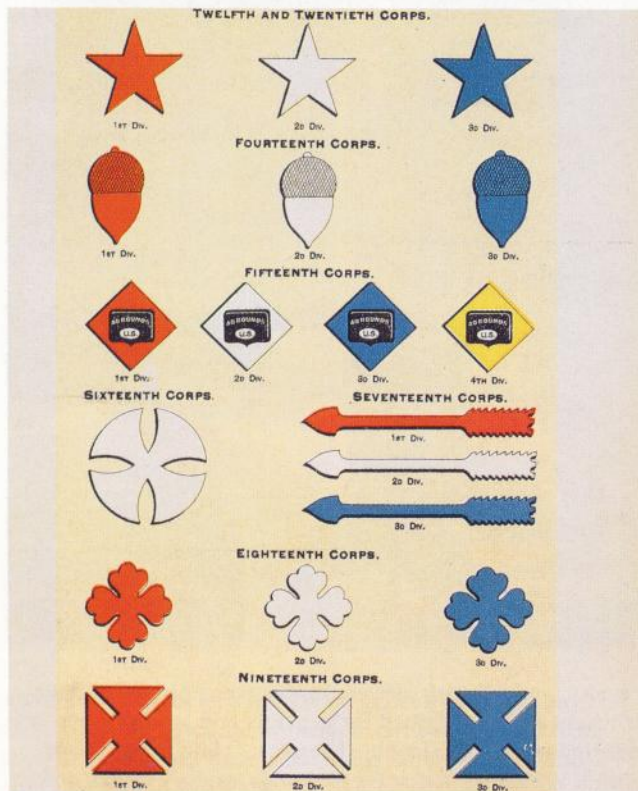 TWELFTH AND TWENTIETH CORPS.
1ST DIV. 2D DIV. 3D DIV.
FOURTEENTH CORPS.
1ST DIV. 2D DIV. 3D DIV.
FIFTEENTH CORPS.
40 ROUNDS 40 ROUNDS 40 ROUNDS 40 ROUNDS
U.S. U.S. U.S. U.S.
1ST DIV. 2D DIV. 3D DIV. 4TH DIV.
SIXTEENTH CORPS.
SEVENTEENTH CORPS.
1ST DIV.
2D DIV.
3D DIV.
EIGHTEENTH CORPS.
1ST DIV. 2D DIV. 3D DIV.
NINETEENTH CORPS.
1ST DIV. 2D DIV. 3D DIV.